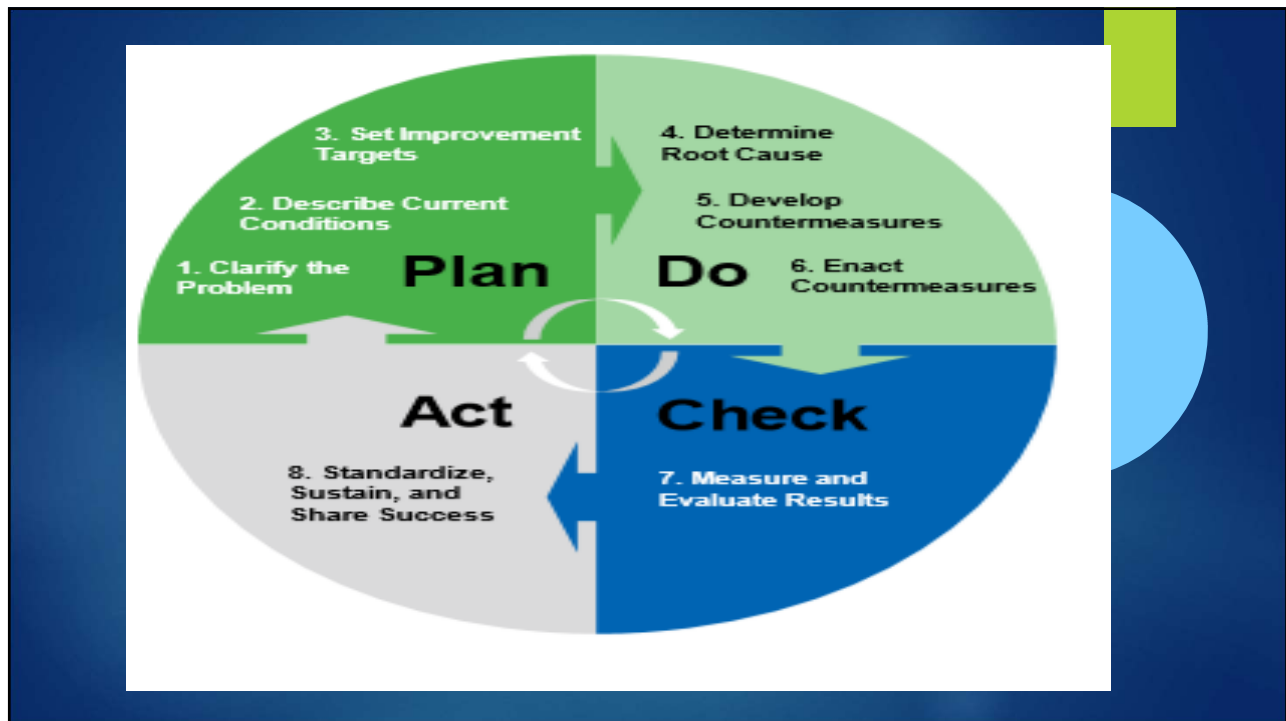 3. Set Improvement
Targets
2. Describe Current
Conditions
1. Clarify the
Problem
Plan
4. Determine
Root Cause
5. Develop
Countermeasures
Do
6. Enact
Countermeasures
Act
8. Standardize,
Sustain, and
Share Success
Check
7. Measure and
Evaluate Results